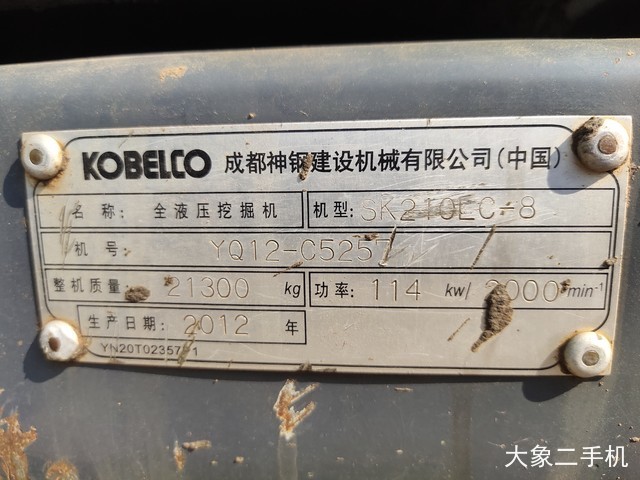 KOBELCO 成都神钢建设机械有限公司(中国)
名称: 全液压挖掘机 机型: SK210LC-8
机号 YQ12-C5257
整机质量: 21300 kg 功率: 114 kw/ 2000 min⁻¹
生产日期: 2012 年
YN20T02357P1
大象二手机